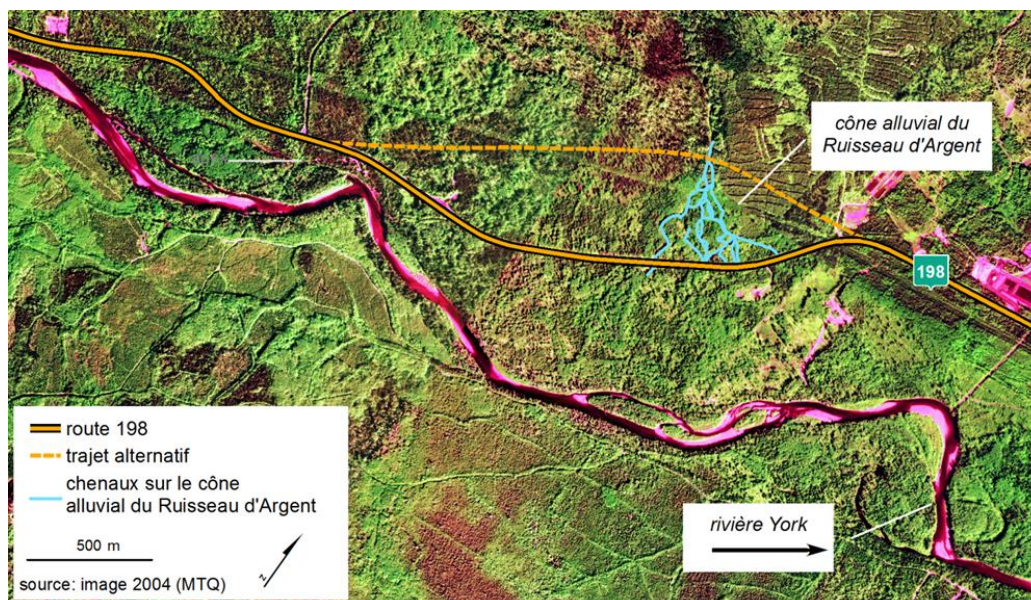 cône alluvial du
Ruisseau d'Argent
198
route 198
trajet alternatif
chenaux sur le cône
alluvial du Ruisseau d'Argent
500 m
N
source: image 2004 (MTQ)
rivière York